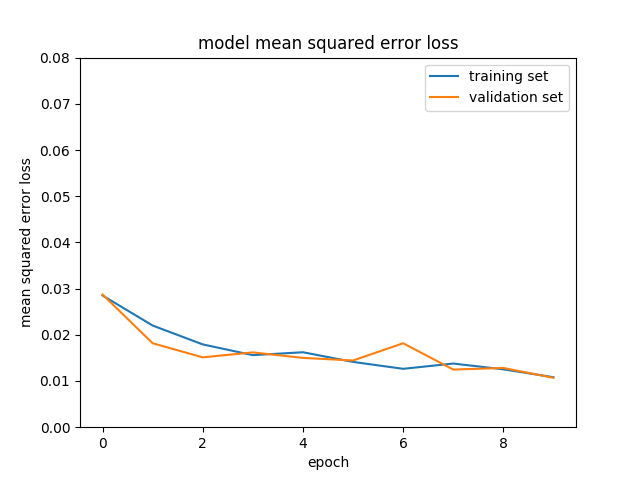 model mean squared error loss
0.08
0.07
0.06
0.05
0.04
0.03
0.02
0.01
0.00
mean squared error loss
training set
validation set
0 2 4 6 8
epoch